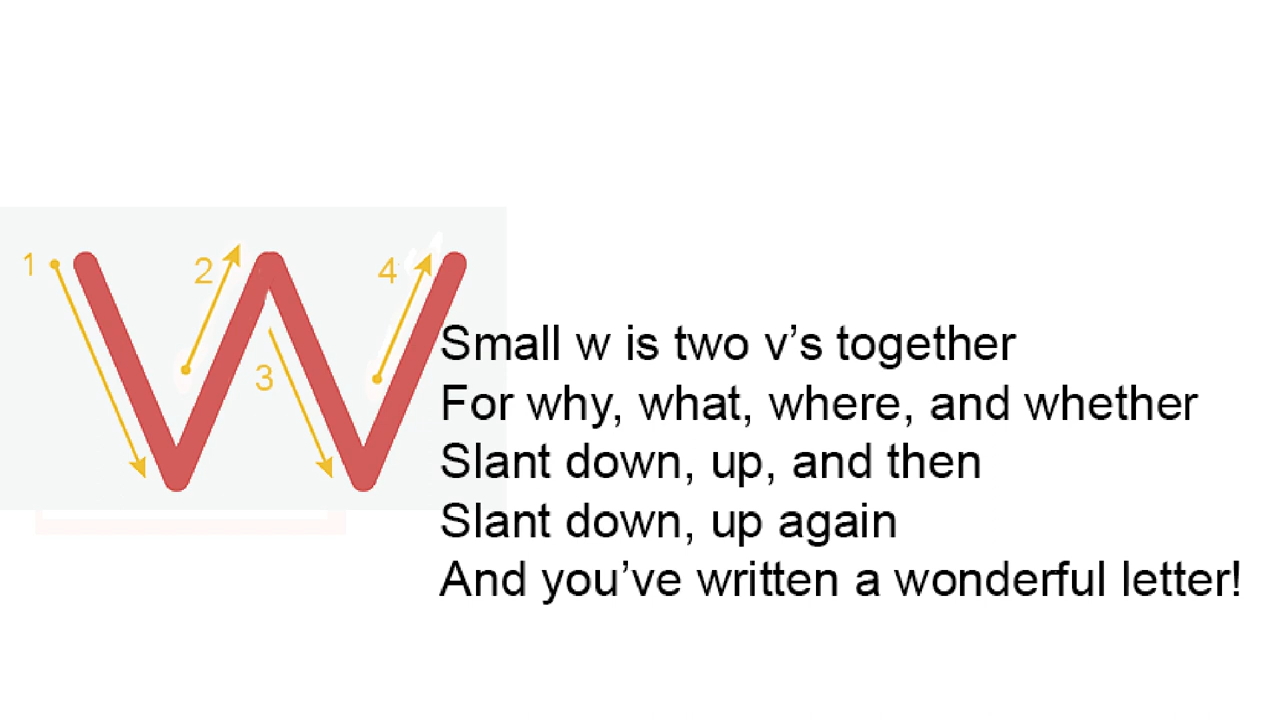 1 2 3 4
W
Small w is two v’s together
For why, what, where, and whether
Slant down, up, and then
Slant down, up again
And you’ve written a wonderful letter!